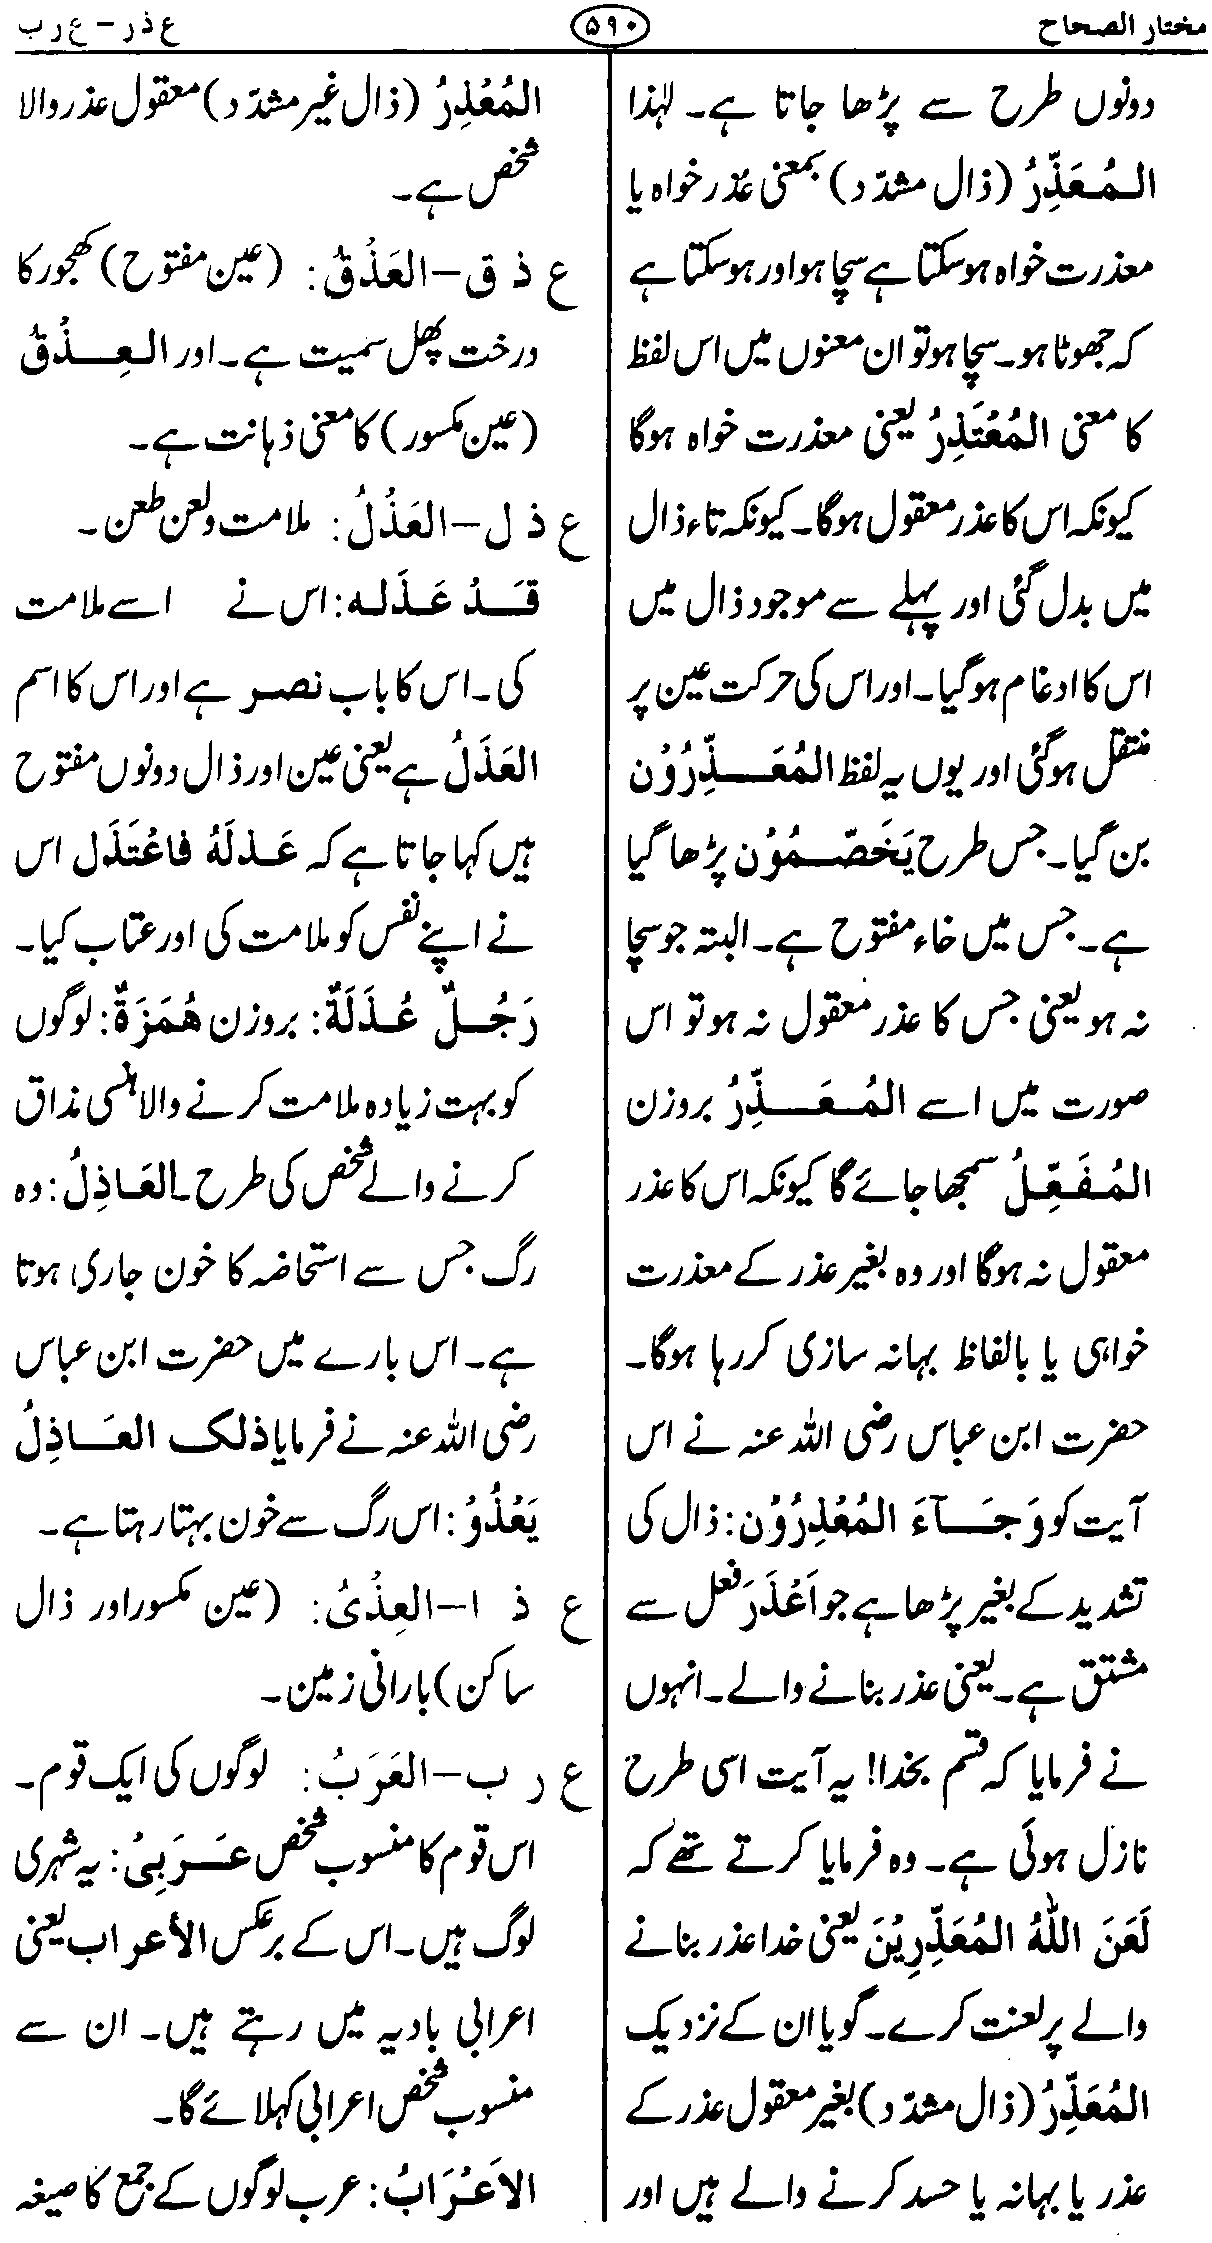 مختار الصحاح
۵۹۰
ع ذر – ع ر ب
دونوں طرح سے پڑھا جاتا ہے۔ لہٰذا
المُعَذِّرُ (ذال مشدّد) بمعنی عذر خواہ یا
معذرت خواہ ہو سکتا ہے سچا ہو اور ہو سکتا ہے
کہ جھوٹا ہو۔ سچا ہو تو ان معنوں میں اس لفظ
کا معنی المُعْتَذِرُ یعنی معذرت خواہ ہوگا
کیونکہ اس کا عذر معقول ہوگا۔ کیونکہ تاء ذال
میں بدل گئی اور پہلے سے موجود ذال میں
اس کا ادغام ہوگیا۔ اور اس کی حرکت عین پر
منتقل ہوگئی اور یوں یہ لفظ المُعَذِّرُوْن
بن گیا۔ جس طرح یَخَصِّمُوْن پڑھا گیا
ہے۔ جس میں خاء مفتوح ہے۔ البتہ جو سچا
نہ ہو یعنی جس کا عذر معقول نہ ہو تو اس
صورت میں اسے المُعَذِّرُ بروزن
المُفَعِّلُ سمجھا جائے گا کیونکہ اس کا عذر
معقول نہ ہوگا اور وہ بغیر عذر کے معذرت
خواہی یا بالفاظ بہانہ سازی کر رہا ہوگا۔
حضرت ابن عباس رضی اللہ عنہ نے اس
آیت کو وَجَآءَ المُعْذِرُوْن: ذال کی
تشدید کے بغیر پڑھا ہے جو اَعْذَرَ فعل سے
مشتق ہے۔ یعنی عذر بنانے والے۔ انہوں
نے فرمایا کہ قسم بخدا! یہ آیت اسی طرح
نازل ہوئی ہے۔ وہ فرمایا کرتے تھے کہ
لَعَنَ اللّٰهُ المُعَذِّرِيْنَ یعنی خدا عذر بنانے
والے پر لعنت کرے۔ گویا ان کے نزدیک
المُعَذِّرُ (ذال مشدّد) بغیر معقول عذر کے
عذر یا بہانہ یا حسد کرنے والے ہیں اور
المُعْذِرُ (ذال غیر مشدّد) معقول عذر والا
شخص ہے۔
ع ذ ق – العَذْقُ: (عین مفتوح) کھجور کا
درخت پھل سمیت ہے۔ اور العِذْقُ
(عین مکسور) کا معنی ذہانت ہے۔
ع ذ ل – العَذْلُ: ملامت و لعن طعن۔
قَدْ عَذَلَه: اس نے اسے ملامت
کی۔ اس کا باب نصر ہے اور اس کا اسم
العَذَلُ ہے یعنی عین اور ذال دونوں مفتوح
ہیں کہا جاتا ہے کہ عَذلَهُ فاعْتَذَل اس
نے اپنے نفس کو ملامت کی اور عتاب کیا۔
رَجُلٌ عُذَلَةٌ: بروزن هُمَزَةٌ: لوگوں
کو بہت زیادہ ملامت کرنے والا ہنسی مذاق
کرنے والے شخص کی طرح۔ العَاذِلُ: وہ
رگ جس سے استحاضہ کا خون جاری ہوتا
ہے۔ اس بارے میں حضرت ابن عباس
رضی اللہ عنہ نے فرمایا ذلک العَاذِلُ
یَعْذُوْ: اس رگ سے خون بہتا رہتا ہے۔
ع ذ ا – العِذْیُ: (عین مکسور اور ذال
ساکن) بارانی زمین۔
ع ر ب – العَرَبُ: لوگوں کی ایک قوم۔
اس قوم کا منسوب شخص عَرَبِیْ: یہ شہری
لوگ ہیں۔ اس کے برعکس الأعراب یعنی
اعرابی بادیہ میں رہتے ہیں۔ ان سے
منسوب شخص اعرابی کہلائے گا۔
الاَعْرَابُ: عرب لوگوں کے جمع کا صیغہ